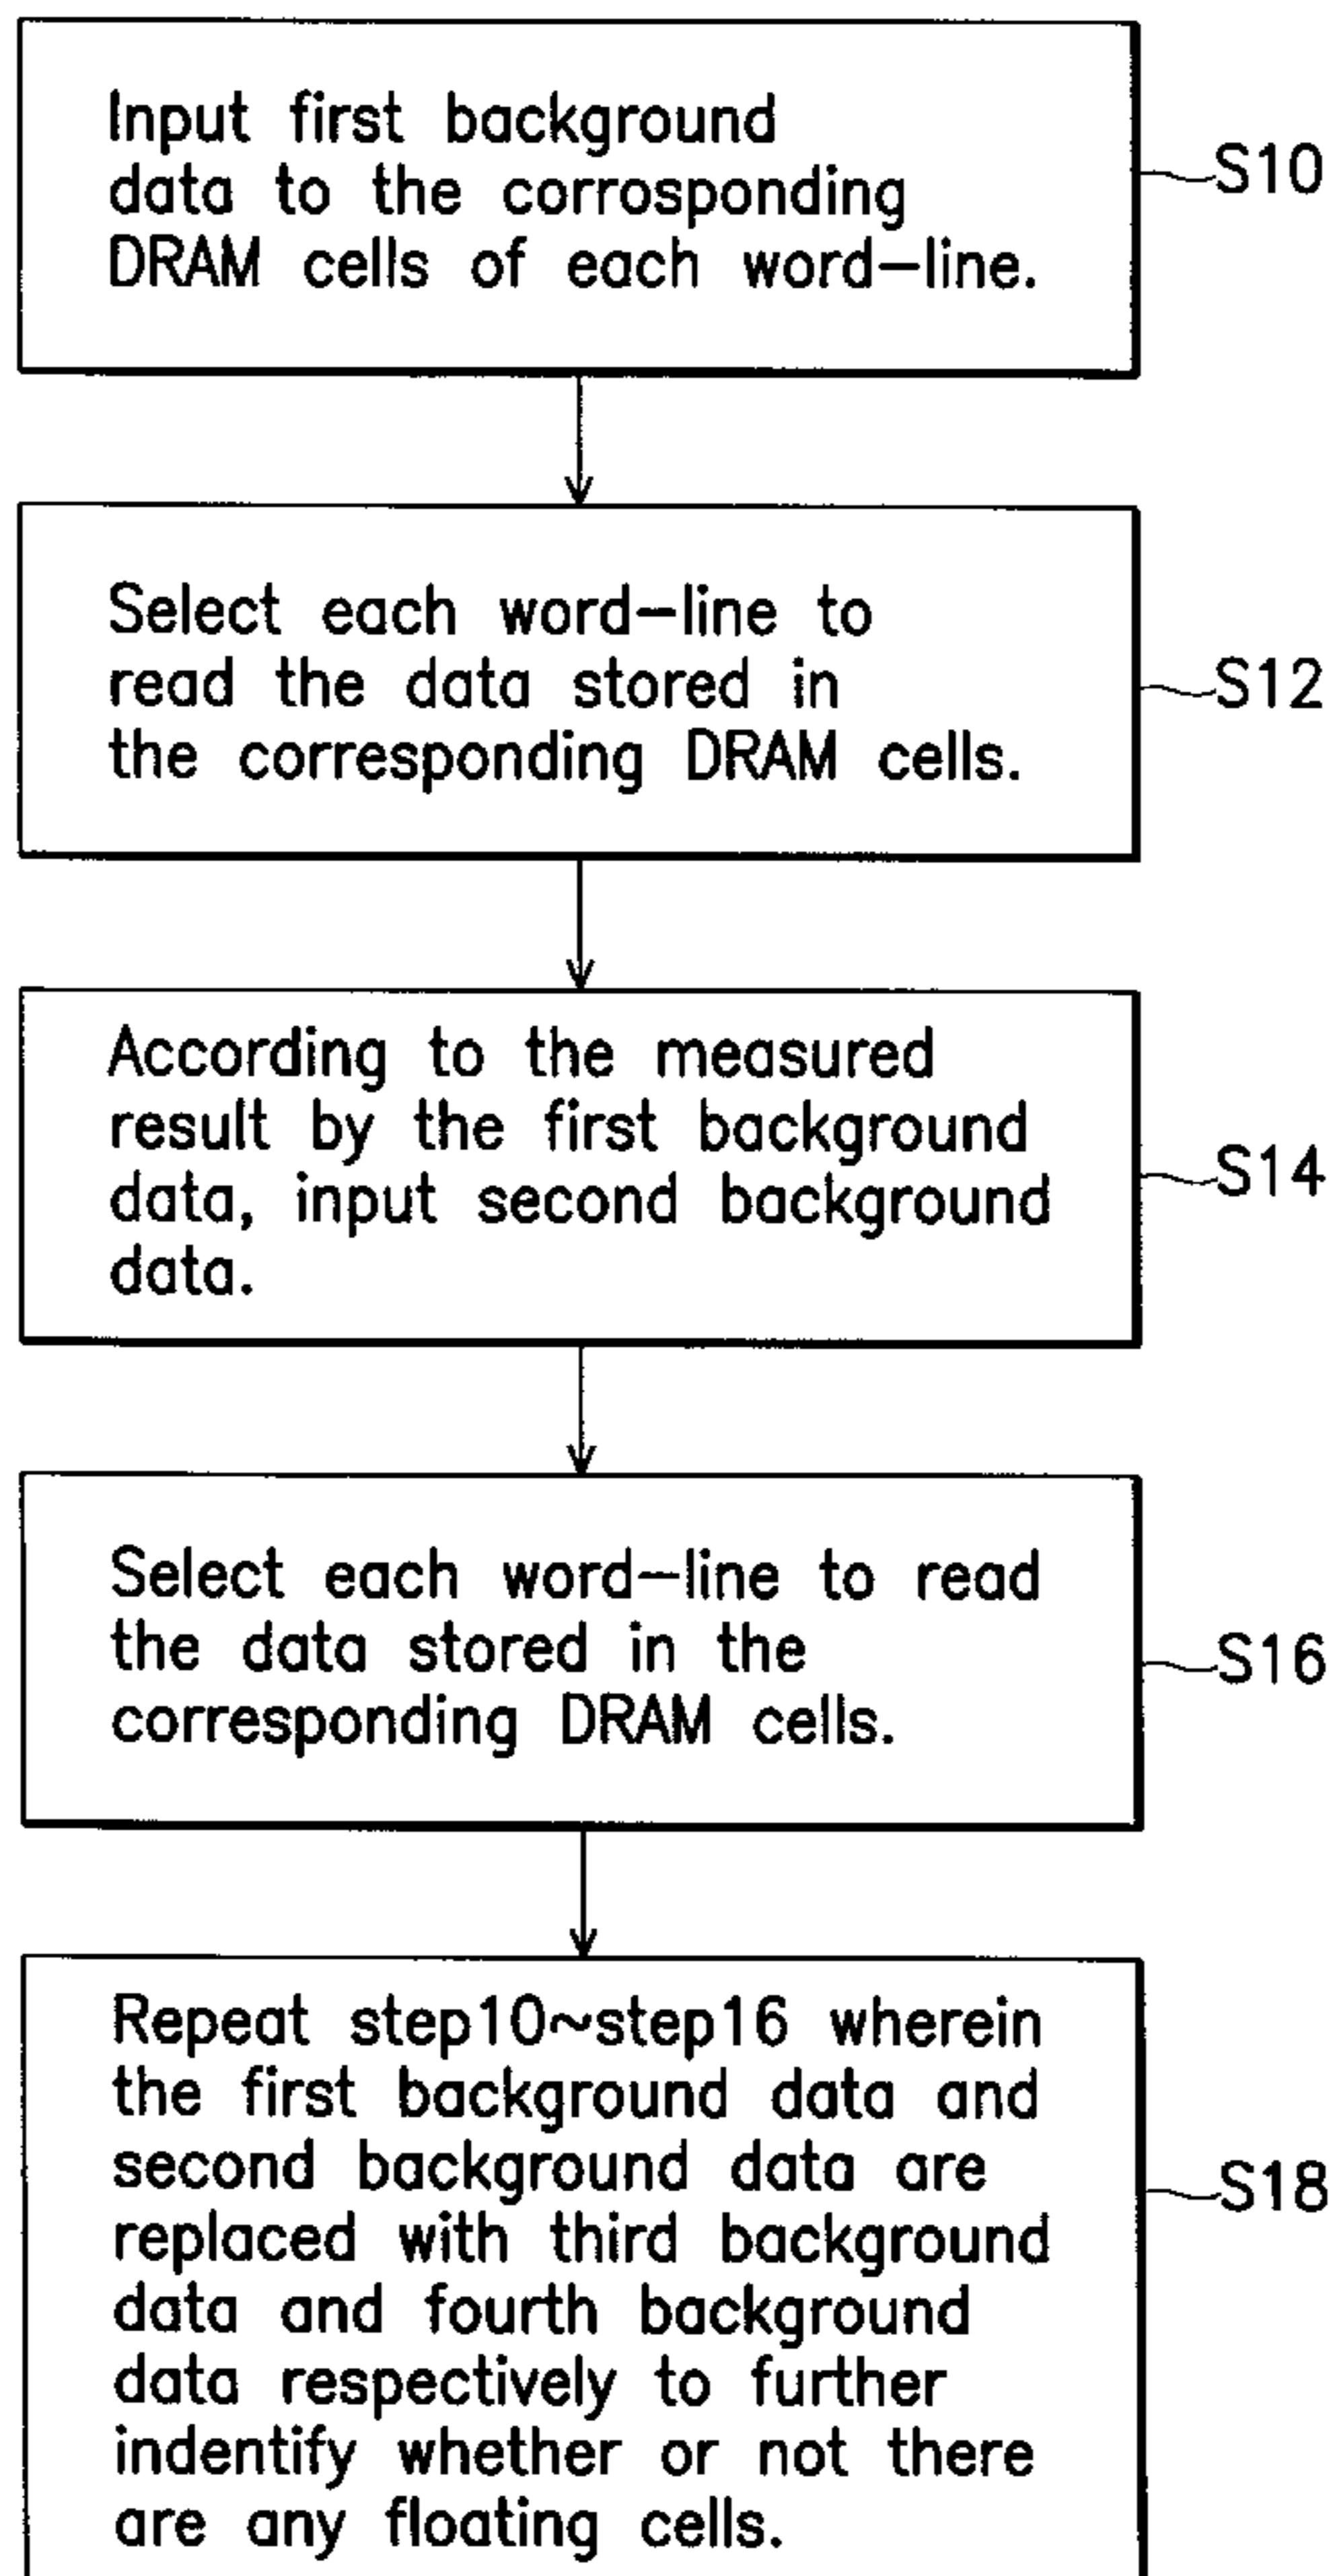 Input first background
data to the corrosponding
DRAM cells of each word-line.
S10
Select each word-line to
read the data stored in
the corresponding DRAM cells.
S12
According to the measured
result by the first background
data, input second background
data.
S14
Select each word-line to read
the data stored in the
corresponding DRAM cells.
S16
Repeat step10~step16 wherein
the first background data and
second background data are
replaced with third background
data and fourth background
data respectively to further
indentify whether or not there
are any floating cells.
S18